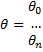 θ₀
θ = ...
θₙ